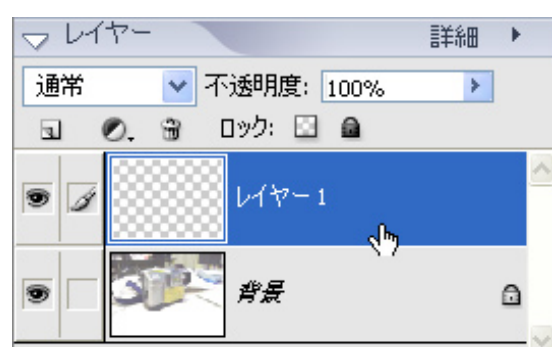 レイヤー 詳細
通常 不透明度: 100%
ロック:
レイヤー 1
背景